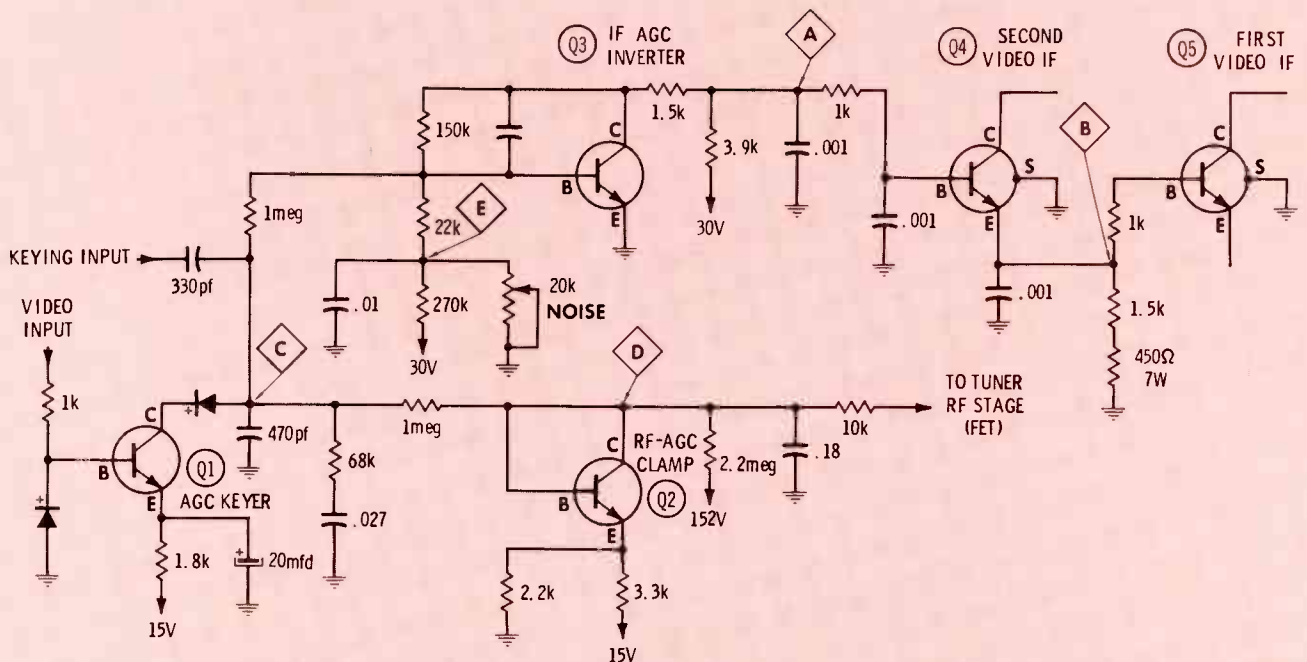 Q3 IF AGC
INVERTER
A
Q4 SECOND
VIDEO IF
Q5 FIRST
VIDEO IF
1.5k
1k
150k
C
3.9k
.001
C
B
C
B
E
B
S
B
S
E
E
1meg
22k
E
30V
.001
1k
KEYING INPUT
330pf
.01
270k
20k
NOISE
.001
1.5k
VIDEO
INPUT
C
30V
D
450Ω
7W
1k
C
1meg
TO TUNER
RF STAGE
(FET)
470pf
C
RF-AGC
CLAMP
10k
B
Q1
68k
2.2meg
.18
AGC KEYER
B
Q2
E
E
152V
.027
1.8k
20mfd
2.2k
3.3k
15V
15V